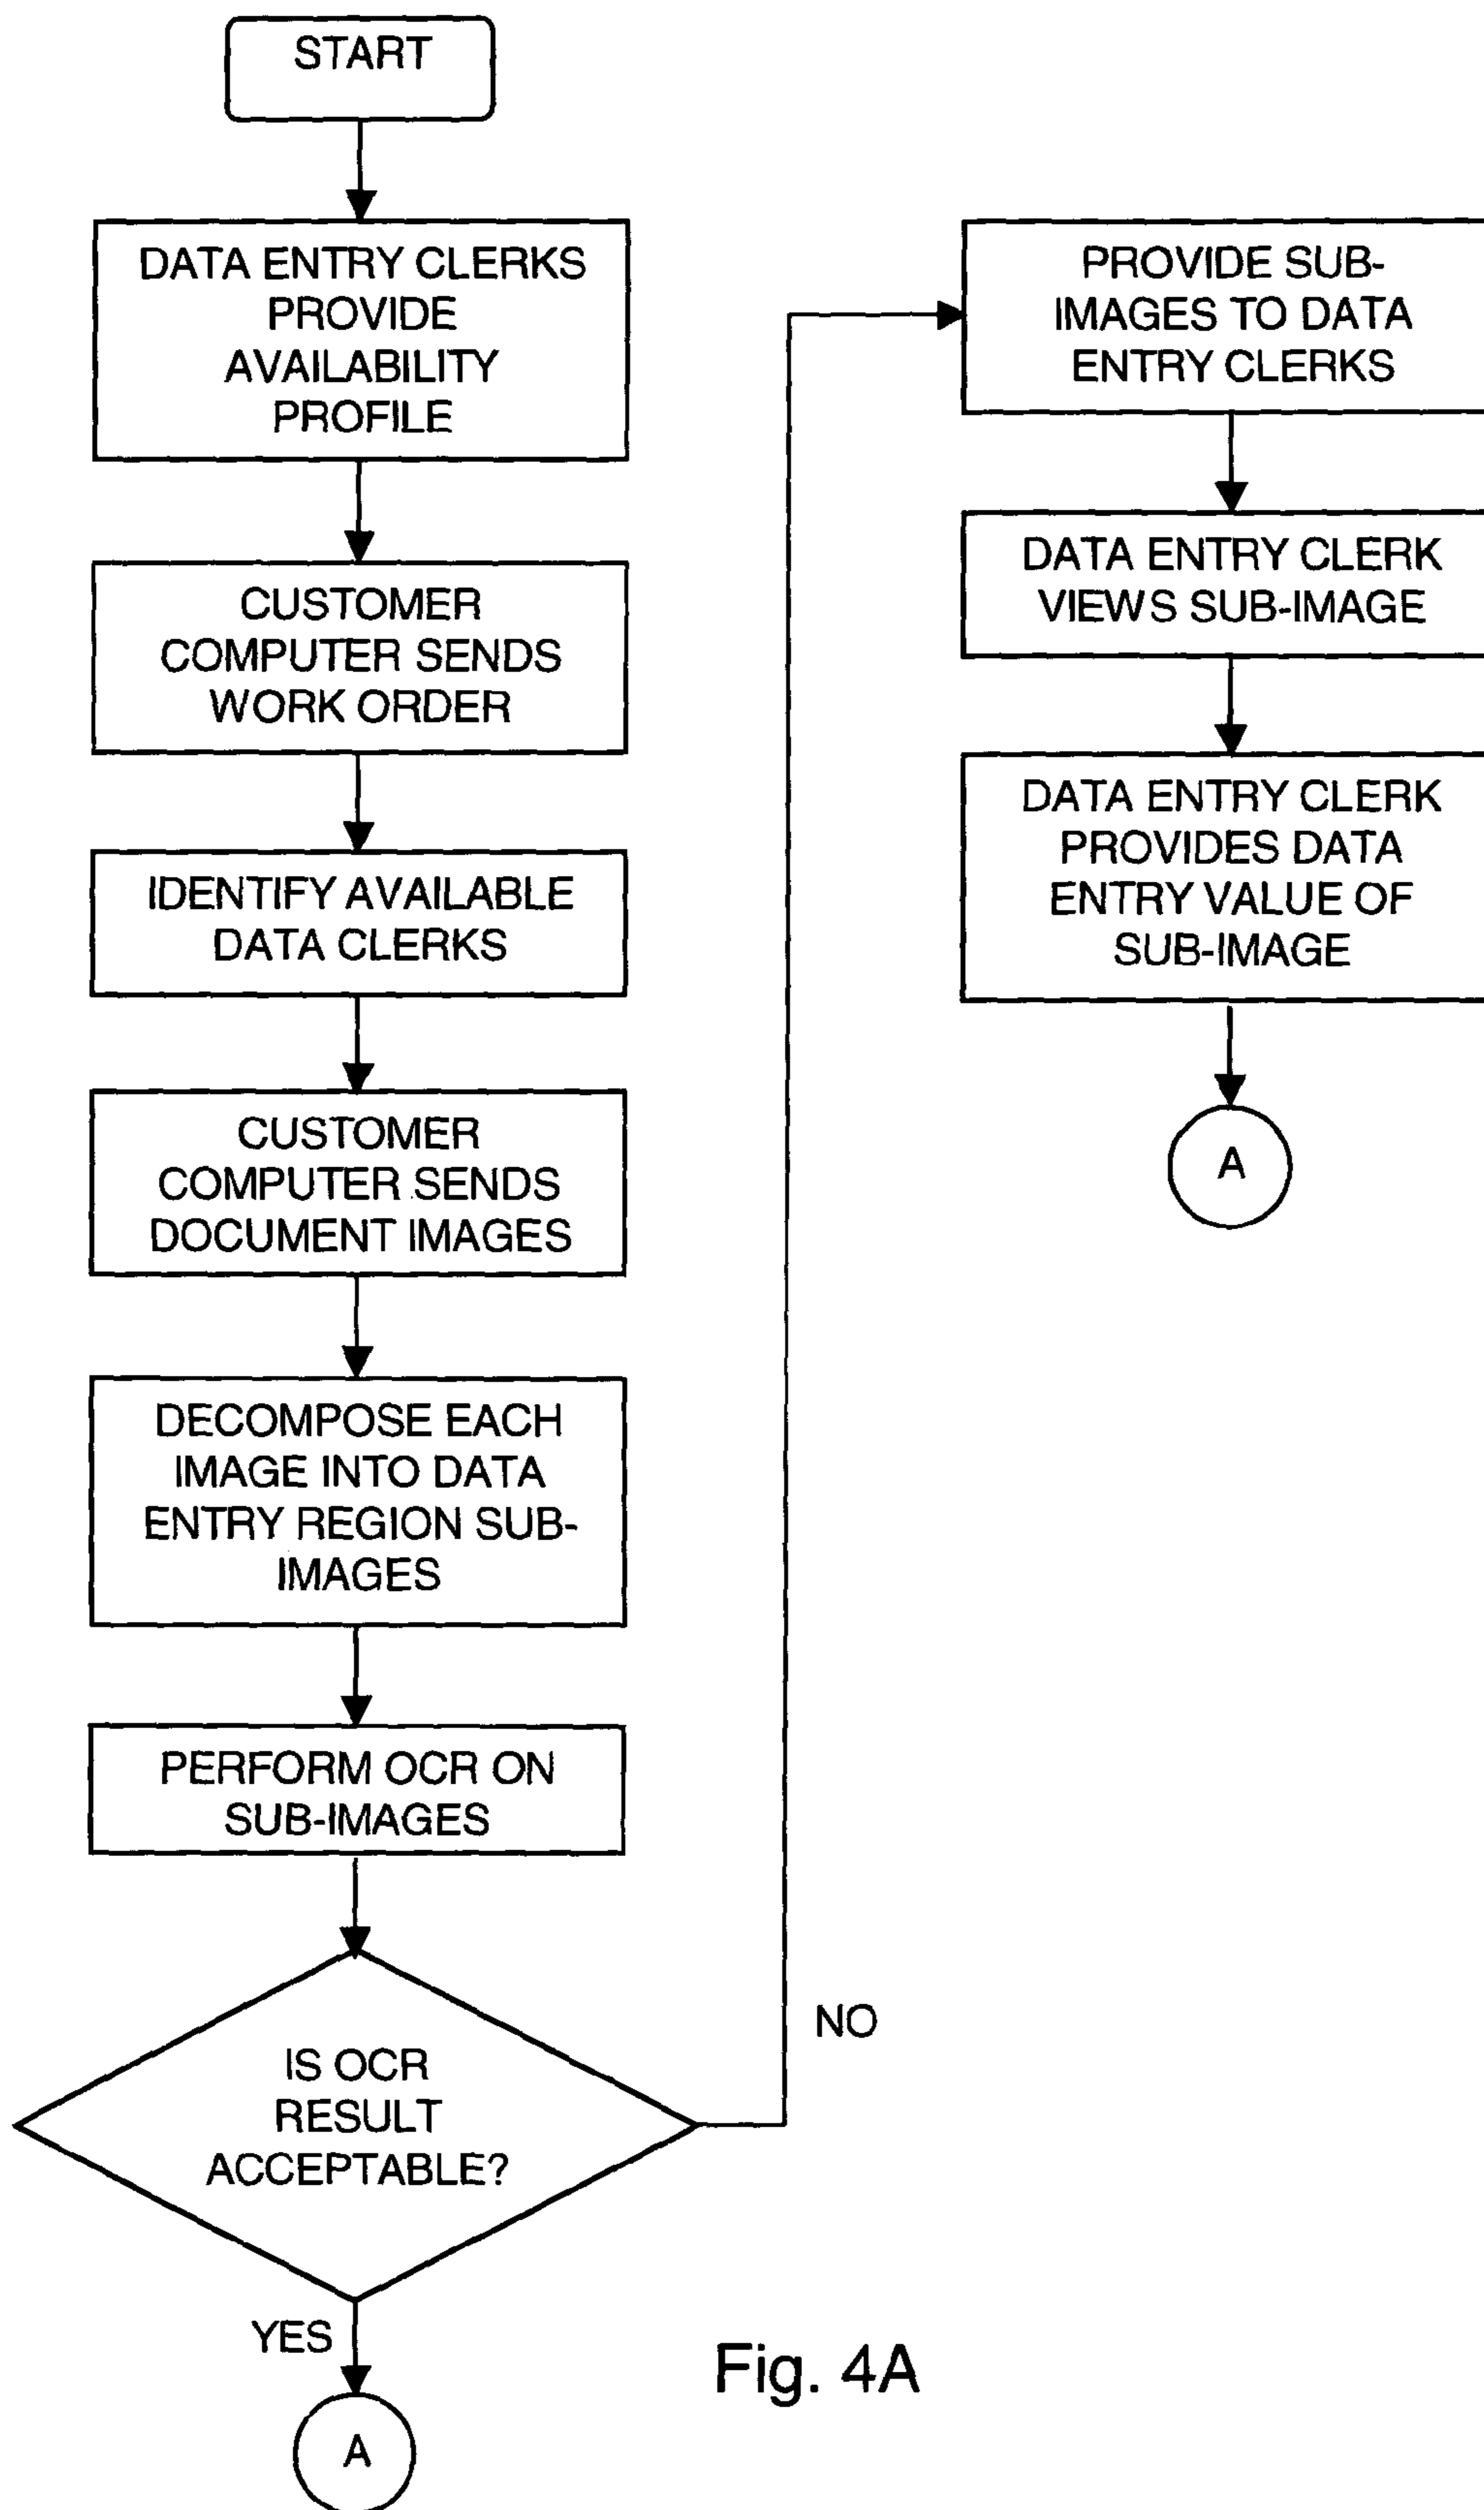 START
DATA ENTRY CLERKS
PROVIDE
AVAILABILITY
PROFILE
CUSTOMER
COMPUTER SENDS
WORK ORDER
IDENTIFY AVAILABLE
DATA CLERKS
CUSTOMER
COMPUTER SENDS
DOCUMENT IMAGES
DECOMPOSE EACH
IMAGE INTO DATA
ENTRY REGION SUB-
IMAGES
PERFORM OCR ON
SUB-IMAGES
IS OCR
RESULT
ACCEPTABLE?
YES
A
NO
PROVIDE SUB-
IMAGES TO DATA
ENTRY CLERKS
DATA ENTRY CLERK
VIEWS SUB-IMAGE
DATA ENTRY CLERK
PROVIDES DATA
ENTRY VALUE OF
SUB-IMAGE
A
Fig. 4A